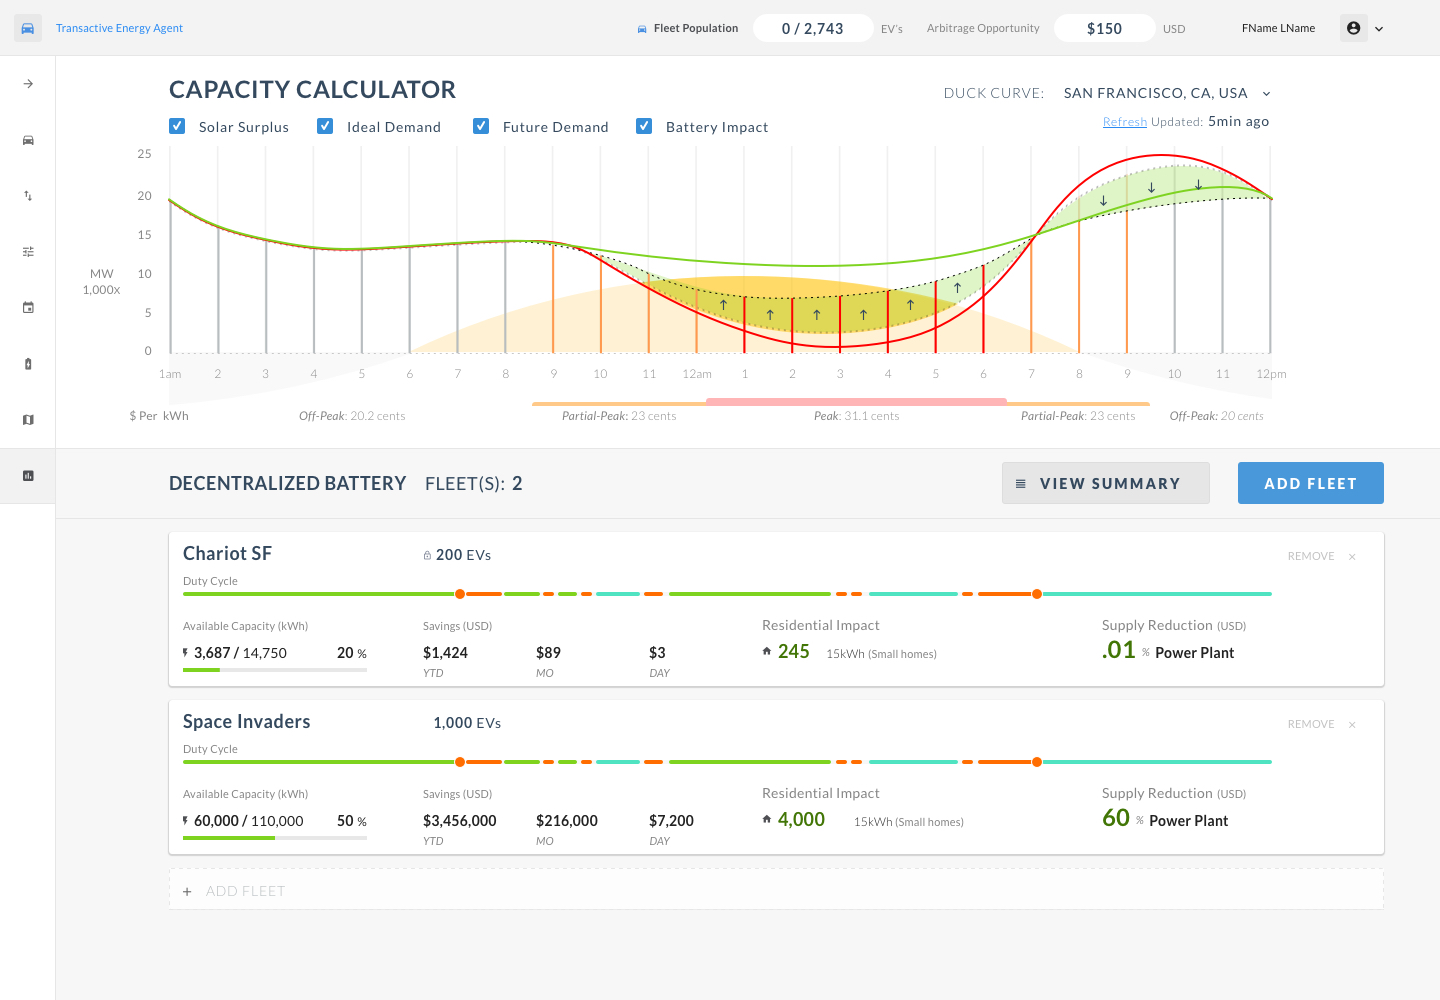 Transactive Energy Agent
Fleet Population 0 / 2,743 EV's
Arbitrage Opportunity $150 USD
FName LName
CAPACITY CALCULATOR
DUCK CURVE: SAN FRANCISCO, CA, USA
Solar Surplus Ideal Demand Future Demand Battery Impact
Refresh Updated: 5min ago
25
20
15
MW
1,000x
10
5
0
1am 2 3 4 5 6 7 8 9 10 11 12am 1 2 3 4 5 6 7 8 9 10 11 12pm
$ Per kWh Off-Peak: 20.2 cents Partial-Peak: 23 cents Peak: 31.1 cents Partial-Peak: 23 cents Off-Peak: 20 cents
DECENTRALIZED BATTERY FLEET(S): 2
VIEW SUMMARY
ADD FLEET
Chariot SF 200 EVs REMOVE ×
Duty Cycle
Available Capacity (kWh) Savings (USD) Residential Impact Supply Reduction (USD)
3,687 / 14,750 20 % $1,424 $89 $3 245 15kWh (Small homes) .01 % Power Plant
YTD MO DAY
Space Invaders 1,000 EVs REMOVE ×
Duty Cycle
Available Capacity (kWh) Savings (USD) Residential Impact Supply Reduction (USD)
60,000 / 110,000 50 % $3,456,000 $216,000 $7,200 4,000 15kWh (Small homes) 60 % Power Plant
YTD MO DAY
+ ADD FLEET